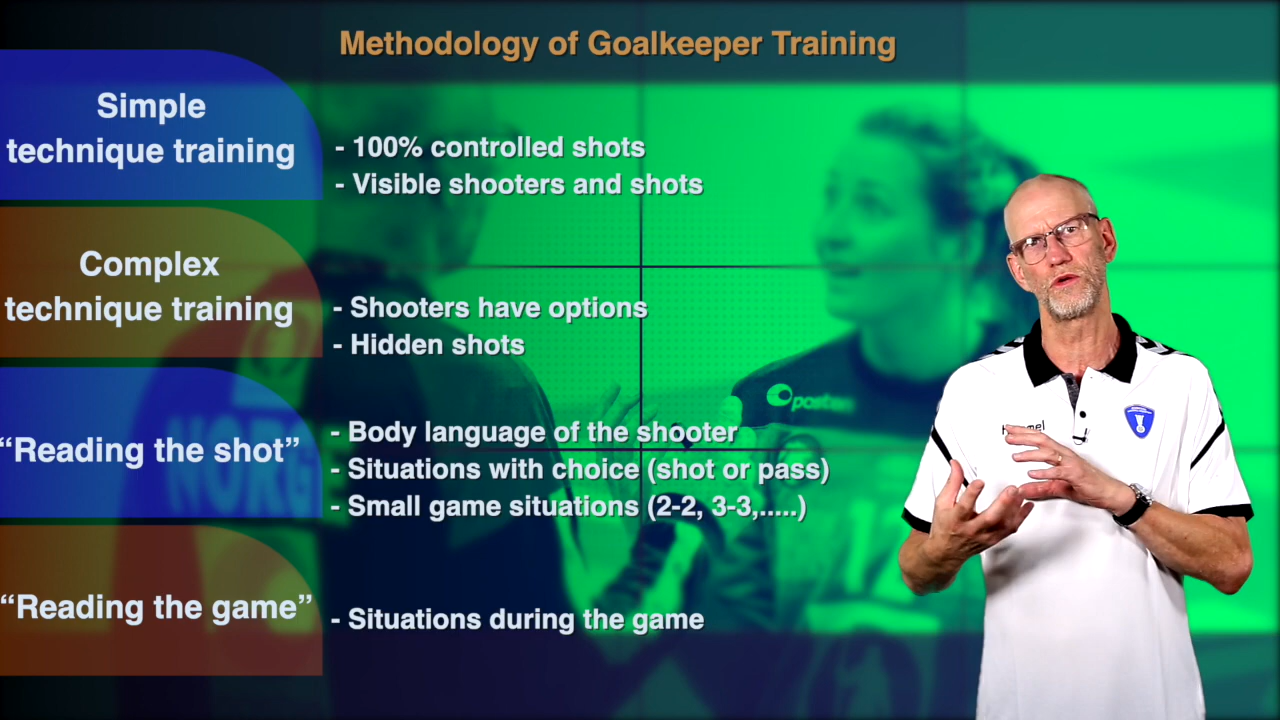 Methodology of Goalkeeper Training
Simple
technique training
- 100% controlled shots
- Visible shooters and shots
Complex
technique training
- Shooters have options
- Hidden shots
“Reading the shot”
- Body language of the shooter
- Situations with choice (shot or pass)
- Small game situations (2-2, 3-3,.....)
“Reading the game”
- Situations during the game
posten